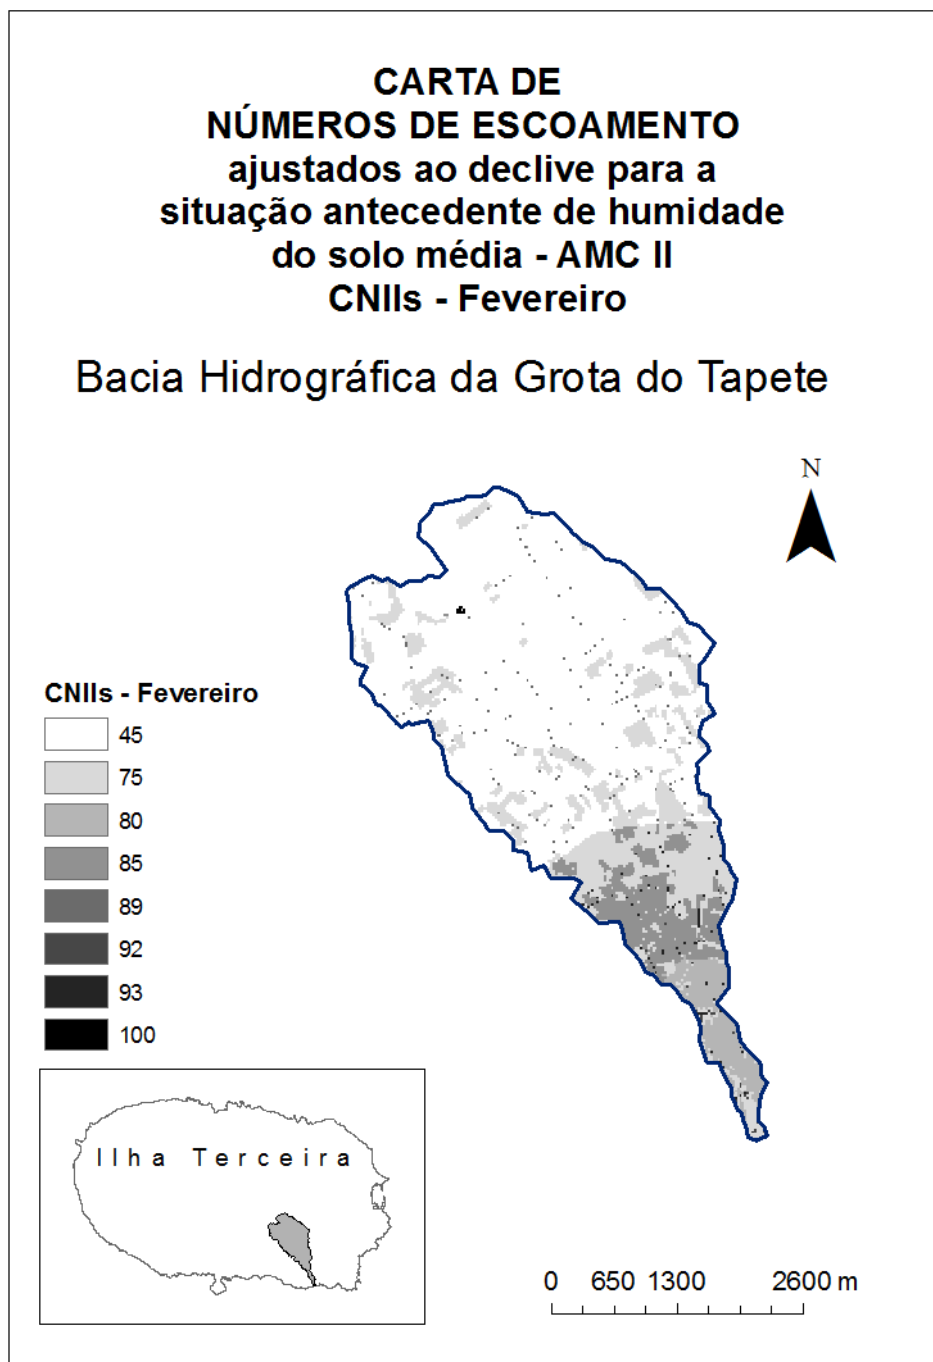 CARTA DE
NÚMEROS DE ESCOAMENTO
ajustados ao declive para a
situação antecedente de humidade
do solo média - AMC II
CNIIs - Fevereiro
Bacia Hidrográfica da Grota do Tapete
N
CNIIs - Fevereiro
45
75
80
85
89
92
93
100
Ilha Terceira
0 650 1300 2600 m